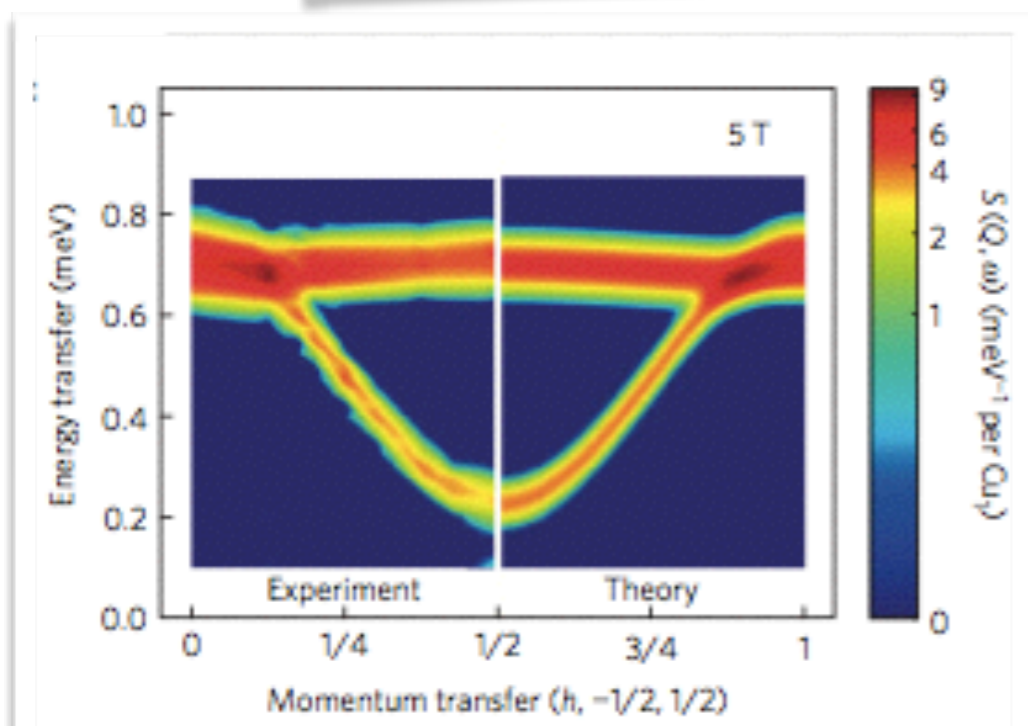 1.0
0.8
0.6
0.4
0.2
0.0
Energy transfer (meV)
5 T
Experiment
Theory
0
1/4
1/2
3/4
1
Momentum transfer (h, −1/2, 1/2)
9
6
4
2
1
0
S (Q, ω) (meV⁻¹ per Cu)